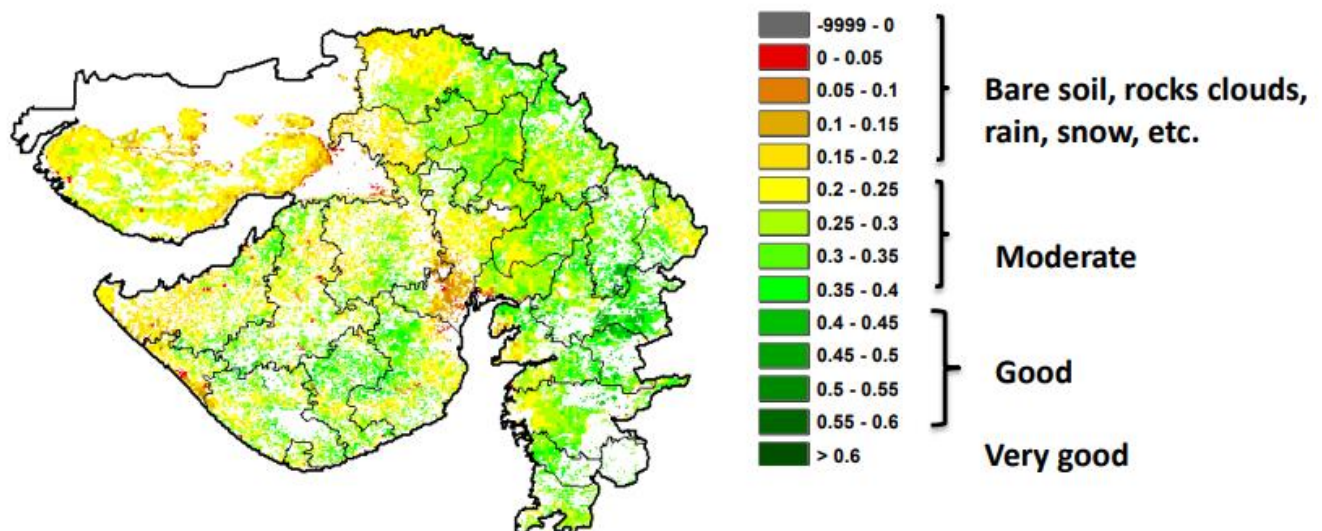 -9999 - 0
0 - 0.05
0.05 - 0.1
0.1 - 0.15
0.15 - 0.2
0.2 - 0.25
0.25 - 0.3
0.3 - 0.35
0.35 - 0.4
0.4 - 0.45
0.45 - 0.5
0.5 - 0.55
0.55 - 0.6
> 0.6
Bare soil, rocks clouds,
rain, snow, etc.
Moderate
Good
Very good